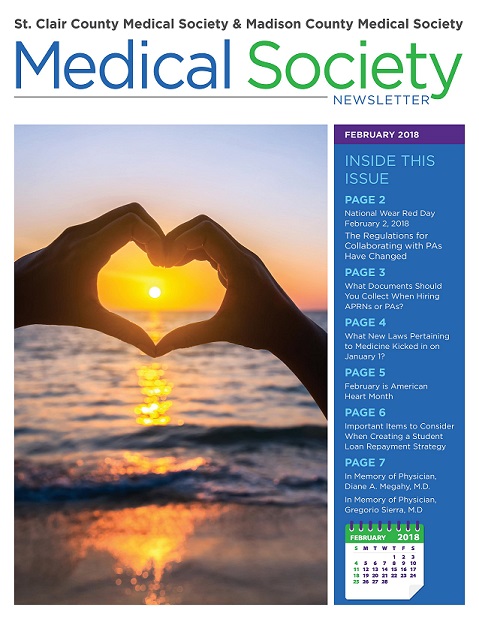 St. Clair County Medical Society & Madison County Medical Society
Medical Society
NEWSLETTER
FEBRUARY 2018
INSIDE THIS
ISSUE
PAGE 2
National Wear Red Day
February 2, 2018
The Regulations for
Collaborating with PAs
Have Changed
PAGE 3
What Documents Should
You Collect When Hiring
APRNs or PAs?
PAGE 4
What New Laws Pertaining
to Medicine Kicked in on
January 1?
PAGE 5
February is American
Heart Month
PAGE 6
Important Items to Consider
When Creating a Student
Loan Repayment Strategy
PAGE 7
In Memory of Physician,
Diane A. Megahy, M.D.
In Memory of Physician,
Gregorio Sierra, M.D
FEBRUARY 2018
S M T W T F S
1 2 3
4 5 6 7 8 9 10
11 12 13 14 15 16 17
18 19 20 21 22 23 24
25 26 27 28